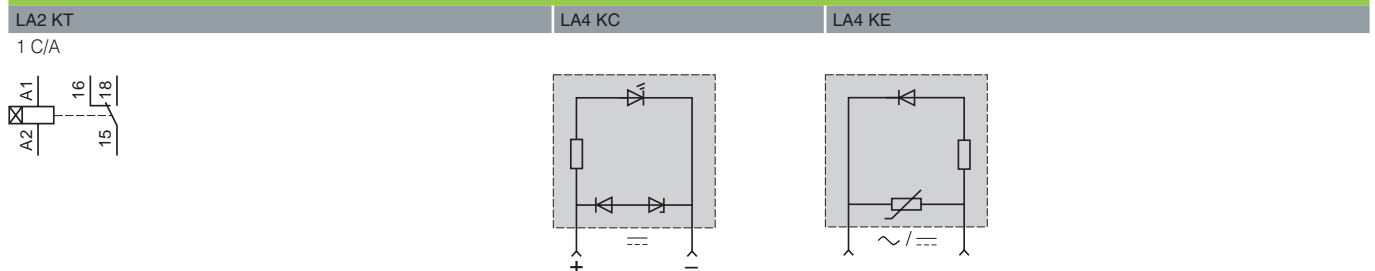 LA2 KT
LA4 KC
LA4 KE
1 C/A
A1
16
18
A2
15
+
–